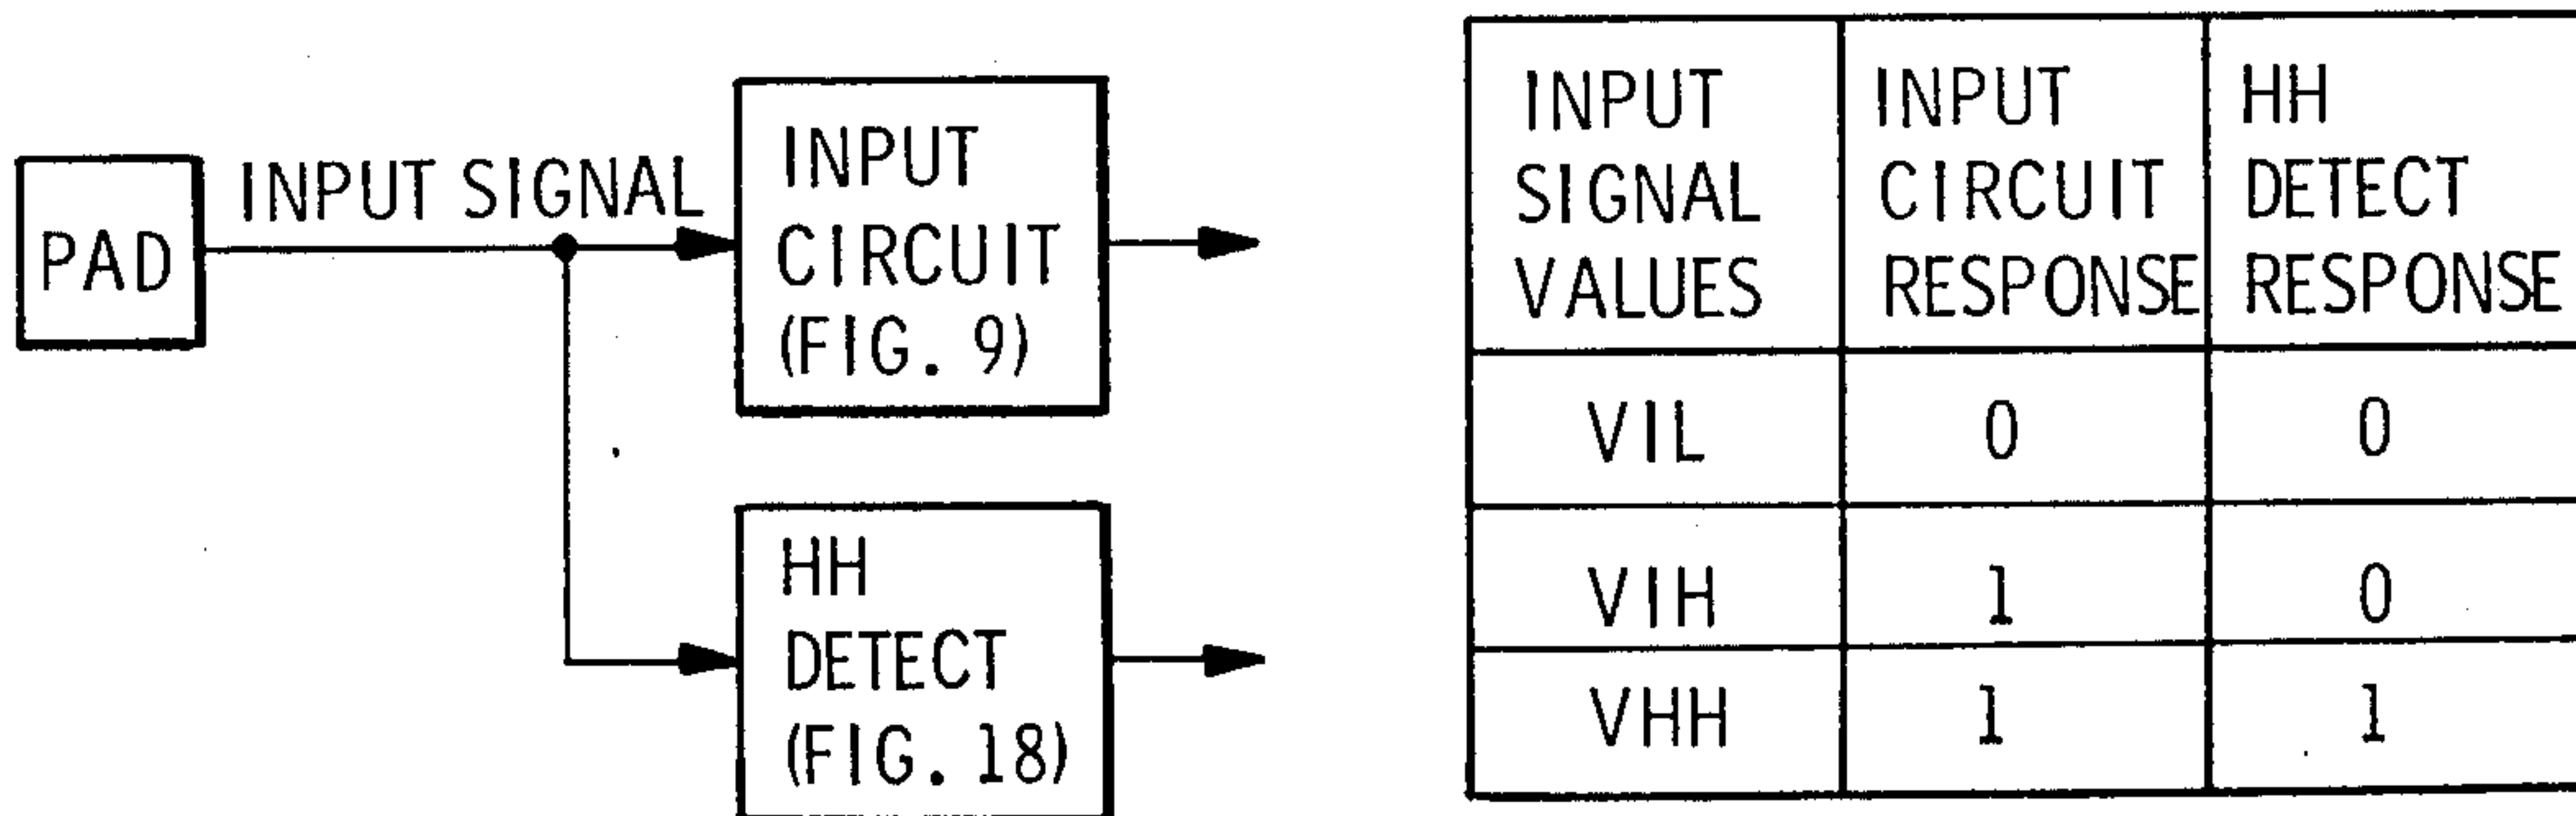 PAD
INPUT SIGNAL
INPUT
CIRCUIT
(FIG. 9)
HH
DETECT
(FIG. 18)
INPUT
SIGNAL
VALUES
INPUT
CIRCUIT
RESPONSE
HH
DETECT
RESPONSE
VIL 0 0
VIH 1 0
VHH 1 1